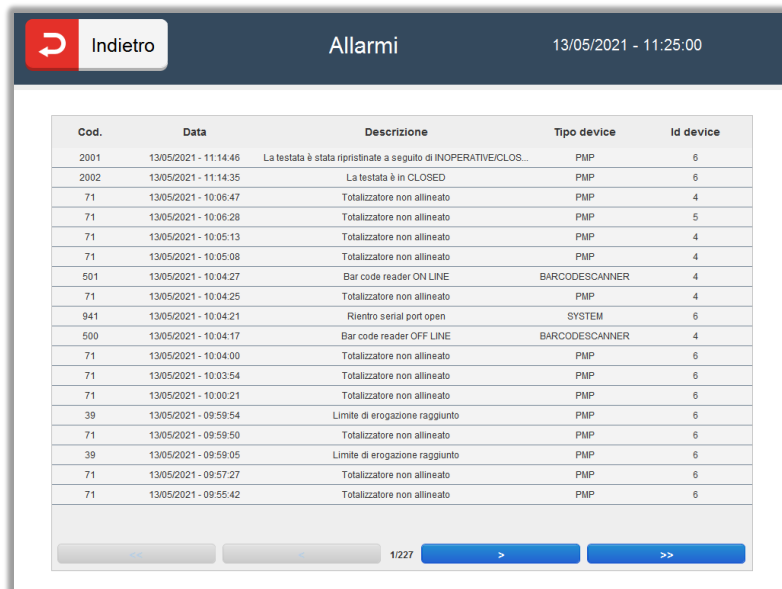 Indietro Allarmi 13/05/2021 - 11:25:00
Cod. Data Descrizione Tipo device Id device
2001 13/05/2021 - 11:14:46 La testata è stata ripristinate a seguito di INOPERATIVE/CLOS... PMP 6
2002 13/05/2021 - 11:14:35 La testata è in CLOSED PMP 6
71 13/05/2021 - 10:06:47 Totalizzatore non allineato PMP 4
71 13/05/2021 - 10:06:28 Totalizzatore non allineato PMP 5
71 13/05/2021 - 10:05:13 Totalizzatore non allineato PMP 4
71 13/05/2021 - 10:05:08 Totalizzatore non allineato PMP 4
501 13/05/2021 - 10:04:27 Bar code reader ON LINE BARCODESCANNER 4
71 13/05/2021 - 10:04:25 Totalizzatore non allineato PMP 4
941 13/05/2021 - 10:04:21 Rientro serial port open SYSTEM 6
500 13/05/2021 - 10:04:17 Bar code reader OFF LINE BARCODESCANNER 4
71 13/05/2021 - 10:04:00 Totalizzatore non allineato PMP 6
71 13/05/2021 - 10:03:54 Totalizzatore non allineato PMP 6
71 13/05/2021 - 10:00:21 Totalizzatore non allineato PMP 6
39 13/05/2021 - 09:59:54 Limite di erogazione raggiunto PMP 6
71 13/05/2021 - 09:59:50 Totalizzatore non allineato PMP 6
39 13/05/2021 - 09:59:05 Limite di erogazione raggiunto PMP 6
71 13/05/2021 - 09:57:27 Totalizzatore non allineato PMP 6
71 13/05/2021 - 09:55:42 Totalizzatore non allineato PMP 6
<< < 1/227 > >>